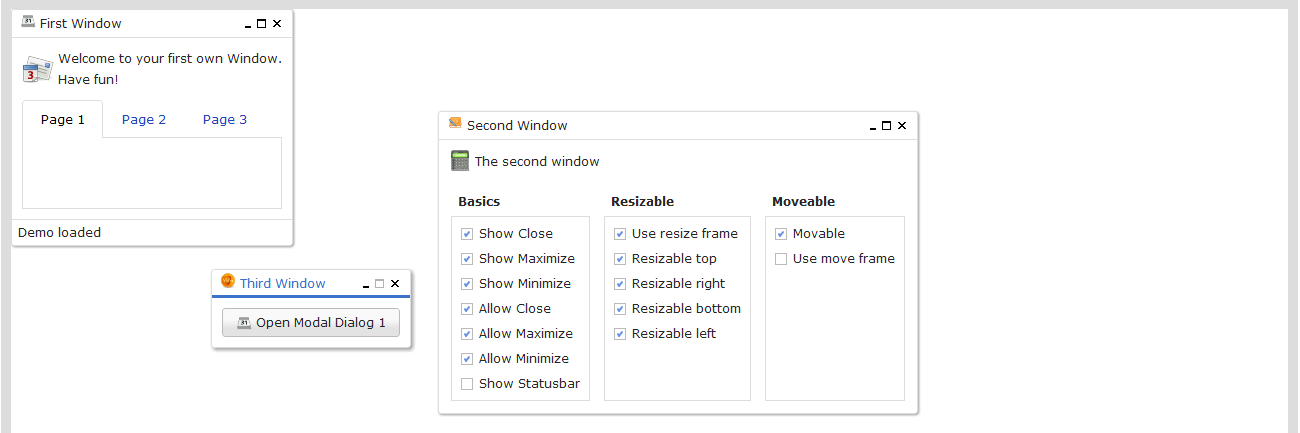 First Window
Welcome to your first own Window.
Have fun!
Page 1 Page 2 Page 3
Demo loaded
Third Window
Open Modal Dialog 1
Second Window
The second window
Basics
Show Close
Show Maximize
Show Minimize
Allow Close
Allow Maximize
Allow Minimize
Show Statusbar
Resizable
Use resize frame
Resizable top
Resizable right
Resizable bottom
Resizable left
Moveable
Movable
Use move frame